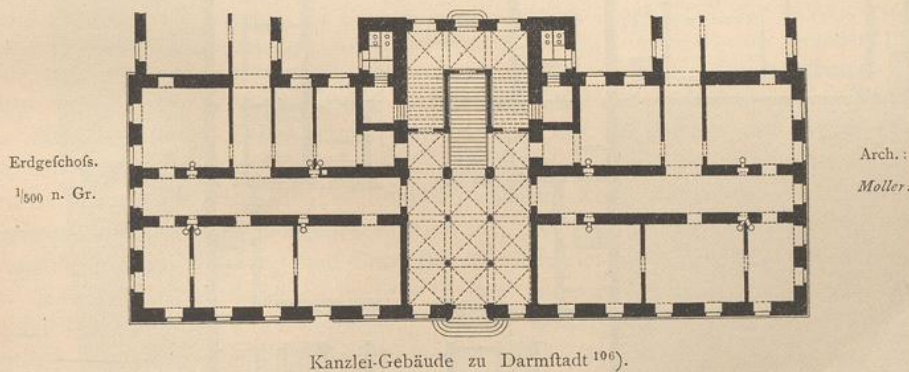 Erdgeſchoſs.
1/500 n. Gr.
Arch.:
Moller.
Kanzlei-Gebäude zu Darmſtadt 106).